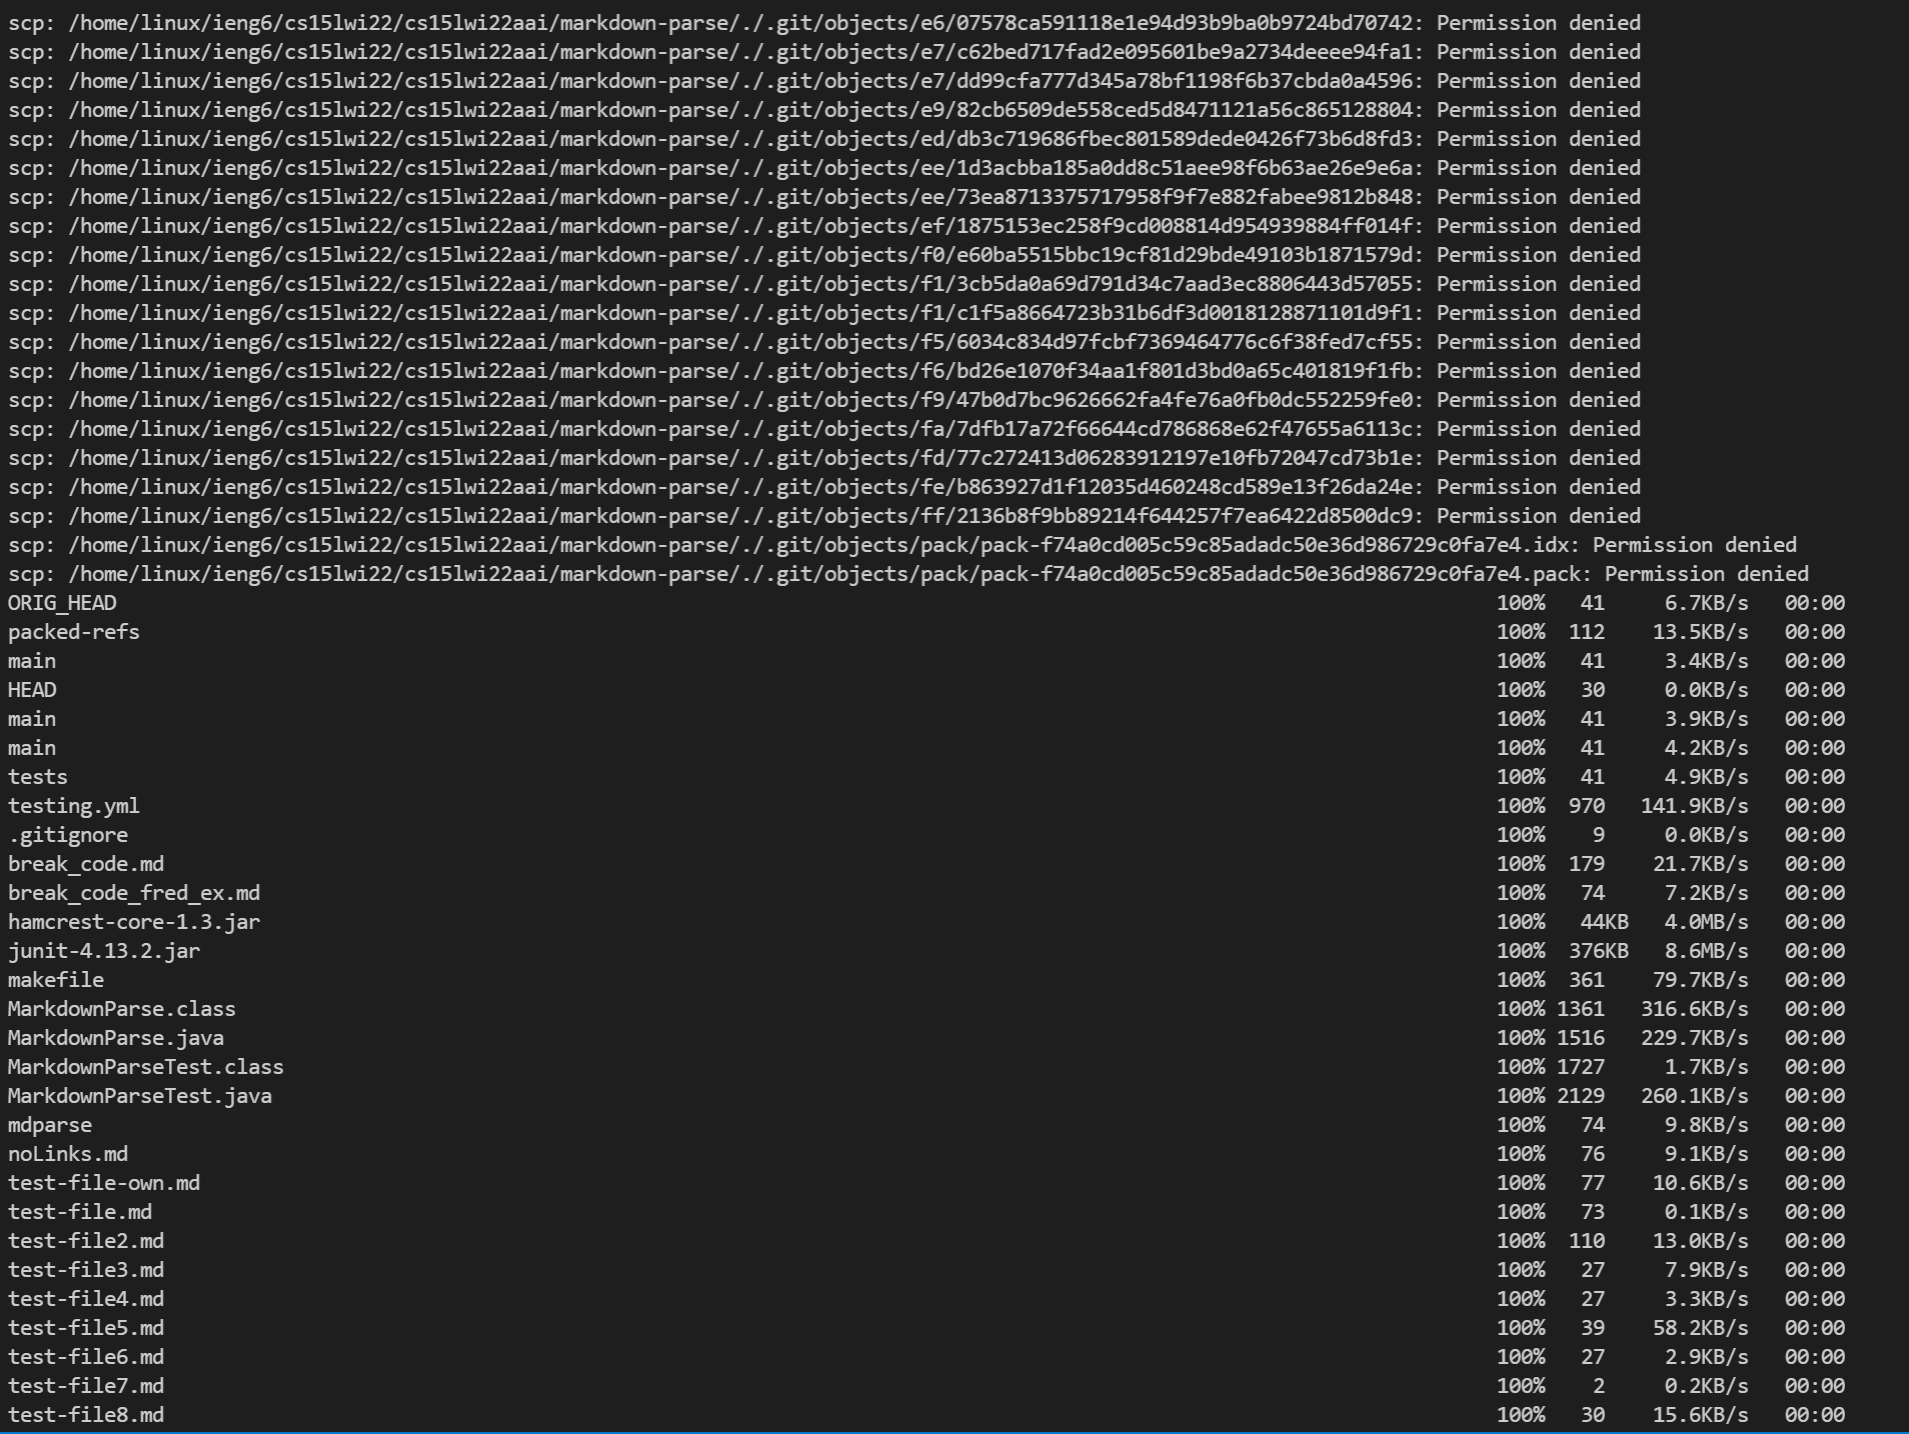 scp: /home/linux/ieng6/cs15lwi22/cs15lwi22aai/markdown-parse/./.git/objects/e6/07578ca591118e1e94d93b9ba0b9724bd70742: Permission denied
scp: /home/linux/ieng6/cs15lwi22/cs15lwi22aai/markdown-parse/./.git/objects/e7/c62bed717fad2e095601be9a2734deeee94fa1: Permission denied
scp: /home/linux/ieng6/cs15lwi22/cs15lwi22aai/markdown-parse/./.git/objects/e7/dd99cfa777d345a78bf1198f6b37cbda0a4596: Permission denied
scp: /home/linux/ieng6/cs15lwi22/cs15lwi22aai/markdown-parse/./.git/objects/e9/82cb6509de558ced5d8471121a56c865128804: Permission denied
scp: /home/linux/ieng6/cs15lwi22/cs15lwi22aai/markdown-parse/./.git/objects/ed/db3c719686fbec801589dede0426f73b6d8fd3: Permission denied
scp: /home/linux/ieng6/cs15lwi22/cs15lwi22aai/markdown-parse/./.git/objects/ee/1d3acbba185a0dd8c51aee98f6b63ae26e9e6a: Permission denied
scp: /home/linux/ieng6/cs15lwi22/cs15lwi22aai/markdown-parse/./.git/objects/ee/73ea8713375717958f9f7e882fabee9812b848: Permission denied
scp: /home/linux/ieng6/cs15lwi22/cs15lwi22aai/markdown-parse/./.git/objects/ef/1875153ec258f9cd008814d954939884ff014f: Permission denied
scp: /home/linux/ieng6/cs15lwi22/cs15lwi22aai/markdown-parse/./.git/objects/f0/e60ba5515bbc19cf81d29bde49103b1871579d: Permission denied
scp: /home/linux/ieng6/cs15lwi22/cs15lwi22aai/markdown-parse/./.git/objects/f1/3cb5da0a69d791d34c7aad3ec8806443d57055: Permission denied
scp: /home/linux/ieng6/cs15lwi22/cs15lwi22aai/markdown-parse/./.git/objects/f1/c1f5a8664723b31b6df3d0018128871101d9f1: Permission denied
scp: /home/linux/ieng6/cs15lwi22/cs15lwi22aai/markdown-parse/./.git/objects/f5/6034c834d97fcbf7369464776c6f38fed7cf55: Permission denied
scp: /home/linux/ieng6/cs15lwi22/cs15lwi22aai/markdown-parse/./.git/objects/f6/bd26e1070f34aa1f801d3bd0a65c401819f1fb: Permission denied
scp: /home/linux/ieng6/cs15lwi22/cs15lwi22aai/markdown-parse/./.git/objects/f9/47b0d7bc9626662fa4fe76a0fb0dc552259fe0: Permission denied
scp: /home/linux/ieng6/cs15lwi22/cs15lwi22aai/markdown-parse/./.git/objects/fa/7dfb17a72f66644cd786868e62f47655a6113c: Permission denied
scp: /home/linux/ieng6/cs15lwi22/cs15lwi22aai/markdown-parse/./.git/objects/fd/77c272413d06283912197e10fb72047cd73b1e: Permission denied
scp: /home/linux/ieng6/cs15lwi22/cs15lwi22aai/markdown-parse/./.git/objects/fe/b863927d1f12035d460248cd589e13f26da24e: Permission denied
scp: /home/linux/ieng6/cs15lwi22/cs15lwi22aai/markdown-parse/./.git/objects/ff/2136b8f9bb89214f644257f7ea6422d8500dc9: Permission denied
scp: /home/linux/ieng6/cs15lwi22/cs15lwi22aai/markdown-parse/./.git/objects/pack/pack-f74a0cd005c59c85adadc50e36d986729c0fa7e4.idx: Permission denied
scp: /home/linux/ieng6/cs15lwi22/cs15lwi22aai/markdown-parse/./.git/objects/pack/pack-f74a0cd005c59c85adadc50e36d986729c0fa7e4.pack: Permission denied
ORIG_HEAD 100% 41 6.7KB/s 00:00
packed-refs 100% 112 13.5KB/s 00:00
main 100% 41 3.4KB/s 00:00
HEAD 100% 30 0.0KB/s 00:00
main 100% 41 3.9KB/s 00:00
main 100% 41 4.2KB/s 00:00
tests 100% 41 4.9KB/s 00:00
testing.yml 100% 970 141.9KB/s 00:00
.gitignore 100% 9 0.0KB/s 00:00
break_code.md 100% 179 21.7KB/s 00:00
break_code_fred_ex.md 100% 74 7.2KB/s 00:00
hamcrest-core-1.3.jar 100% 44KB 4.0MB/s 00:00
junit-4.13.2.jar 100% 376KB 8.6MB/s 00:00
makefile 100% 361 79.7KB/s 00:00
MarkdownParse.class 100% 1361 316.6KB/s 00:00
MarkdownParse.java 100% 1516 229.7KB/s 00:00
MarkdownParseTest.class 100% 1727 1.7KB/s 00:00
MarkdownParseTest.java 100% 2129 260.1KB/s 00:00
mdparse 100% 74 9.8KB/s 00:00
noLinks.md 100% 76 9.1KB/s 00:00
test-file-own.md 100% 77 10.6KB/s 00:00
test-file.md 100% 73 0.1KB/s 00:00
test-file2.md 100% 110 13.0KB/s 00:00
test-file3.md 100% 27 7.9KB/s 00:00
test-file4.md 100% 27 3.3KB/s 00:00
test-file5.md 100% 39 58.2KB/s 00:00
test-file6.md 100% 27 2.9KB/s 00:00
test-file7.md 100% 2 0.2KB/s 00:00
test-file8.md 100% 30 15.6KB/s 00:00